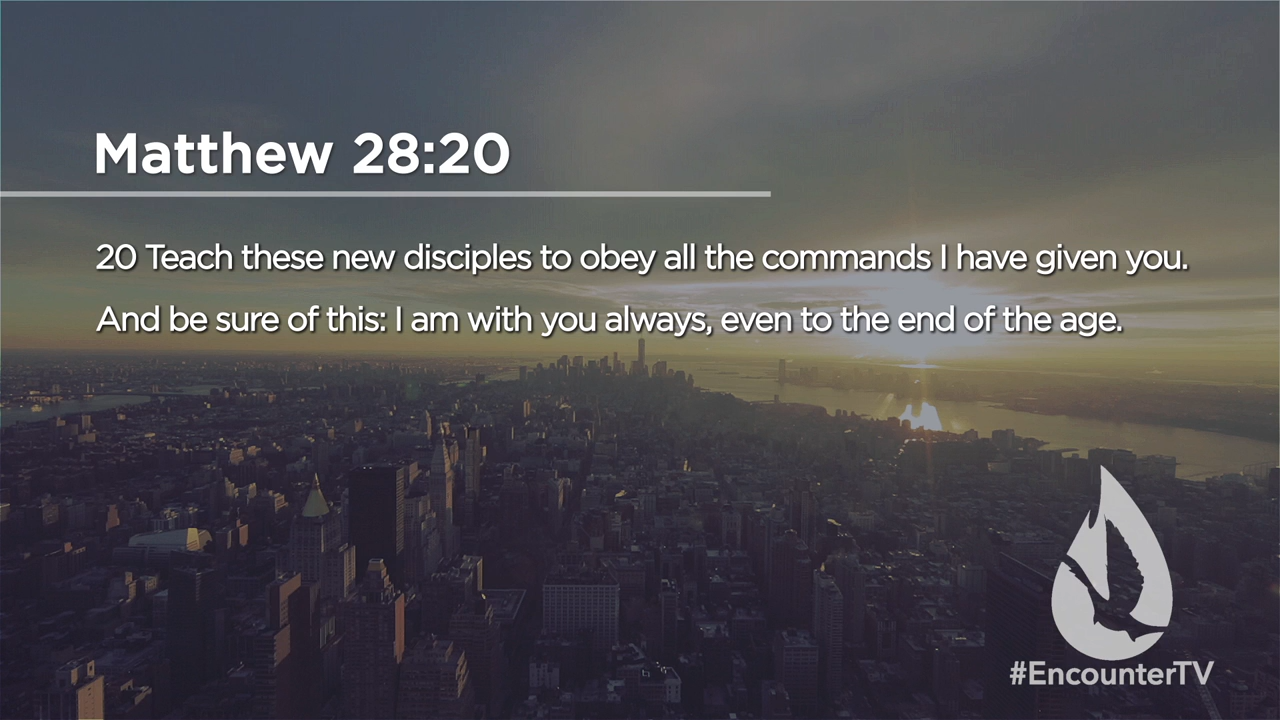 Matthew 28:20
20 Teach these new disciples to obey all the commands I have given you.
And be sure of this: I am with you always, even to the end of the age.
#EncounterTV